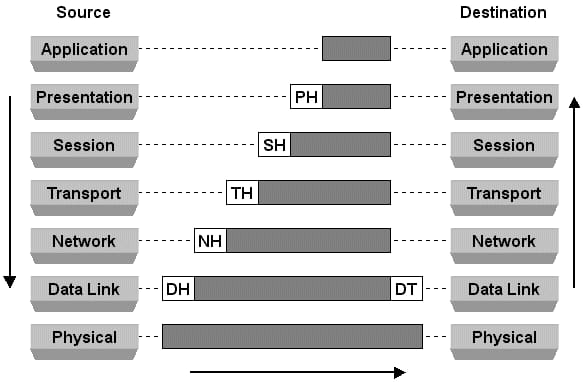 Source Destination
Application Application
Presentation PH Presentation
Session SH Session
Transport TH Transport
Network NH Network
Data Link DH DT Data Link
Physical Physical